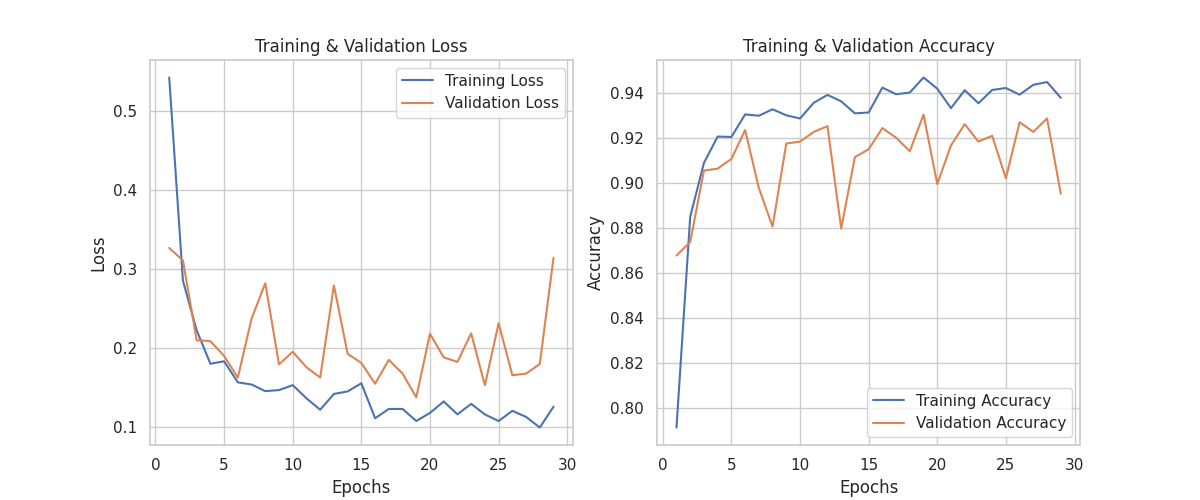 Training & Validation Loss
Training Loss
Validation Loss
0.5
0.4
0.3
0.2
0.1
Loss
0 5 10 15 20 25 30
Epochs
Training & Validation Accuracy
0.94
0.92
0.90
0.88
0.86
0.84
0.82
0.80
Accuracy
Training Accuracy
Validation Accuracy
0 5 10 15 20 25 30
Epochs